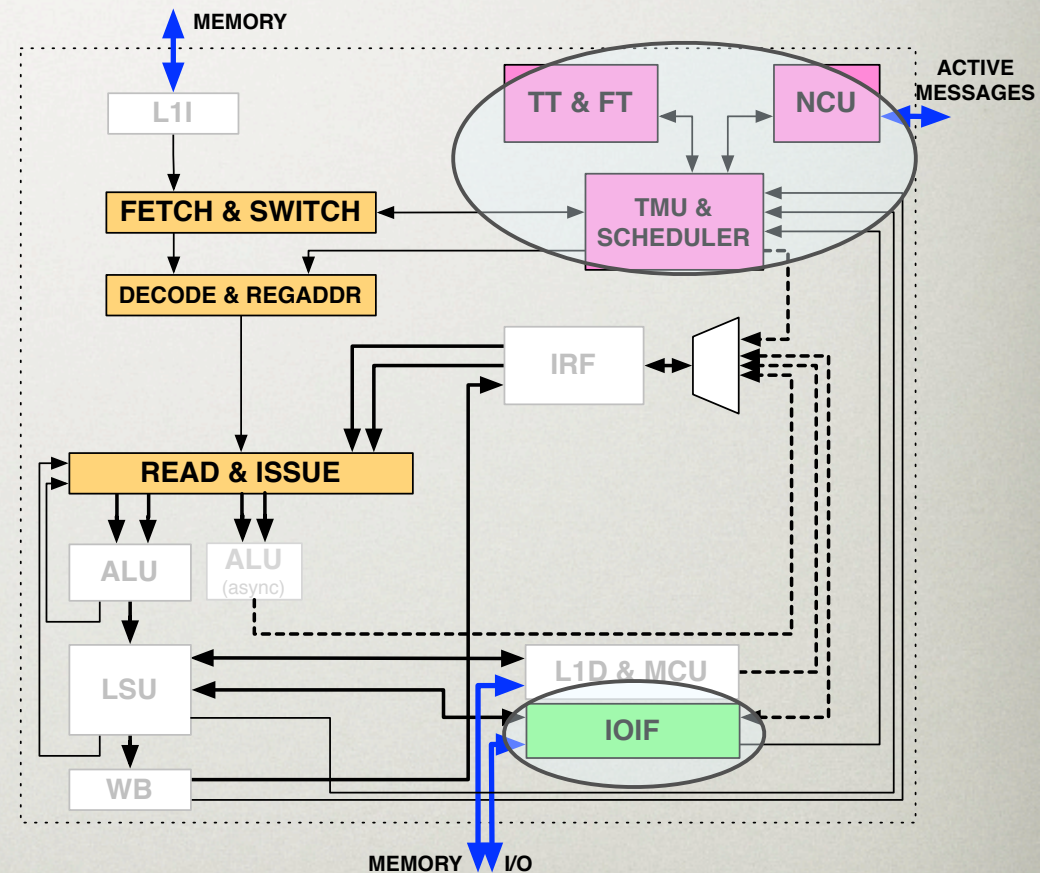 MEMORY
ACTIVE
MESSAGES
L1I
TT & FT
NCU
FETCH & SWITCH
TMU &
SCHEDULER
DECODE & REGADDR
IRF
READ & ISSUE
ALU
ALU
(async)
LSU
L1D & MCU
IOIF
WB
MEMORY
I/O